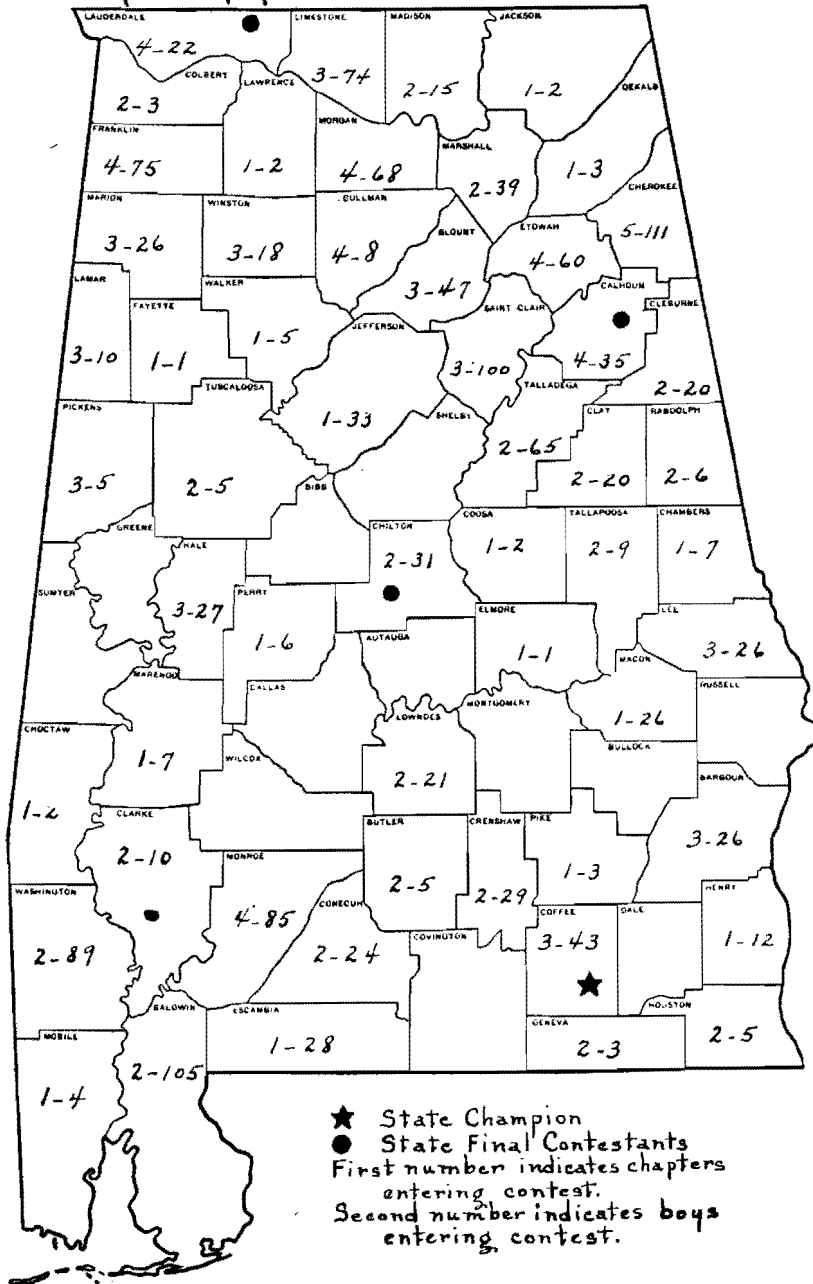 LAUDERDALE
4-22
LIMESTONE
3-74
MADISON
2-15
JACKSON
1-2
COLBERT
2-3
LAWRENCE
1-2
DEKALB
1-3
FRANKLIN
4-75
MORGAN
4-68
MARSHALL
2-39
CHEROKEE
5-111
MARION
3-26
WINSTON
3-18
CULLMAN
4-8
BLOUNT
3-47
ETOWAH
4-60
LAMAR
3-10
FAYETTE
1-1
WALKER
1-5
JEFFERSON
1-33
SAINT CLAIR
3-100
CALHOUN
4-35
CLEBURNE
2-20
PICKENS
3-5
TUSCALOOSA
2-5
SHELBY
TALLADEGA
2-65
CLAY
2-20
RANDOLPH
2-6
GREENE
BIBB
CHILTON
2-31
COOSA
1-2
TALLAPOOSA
2-9
CHAMBERS
1-7
SUMTER
HALE
3-27
PERRY
1-6
AUTAUGA
ELMORE
1-1
LEE
3-26
MARENGO
1-7
DALLAS
LOWNDES
2-21
MONTGOMERY
MACON
1-26
RUSSELL
CHOCTAW
1-2
WILCOX
BULLOCK
BARBOUR
3-26
CLARKE
2-10
MONROE
4-85
BUTLER
2-5
CRENSHAW
2-29
PIKE
1-3
WASHINGTON
2-89
CONECUH
2-24
COVINGTON
COFFEE
3-43
DALE
HENRY
1-12
MOBILE
1-4
BALDWIN
2-105
ESCAMBIA
1-28
GENEVA
2-3
HOUSTON
2-5
State Champion
State Final Contestants
First number indicates chapters
entering contest.
Second number indicates boys
entering contest.